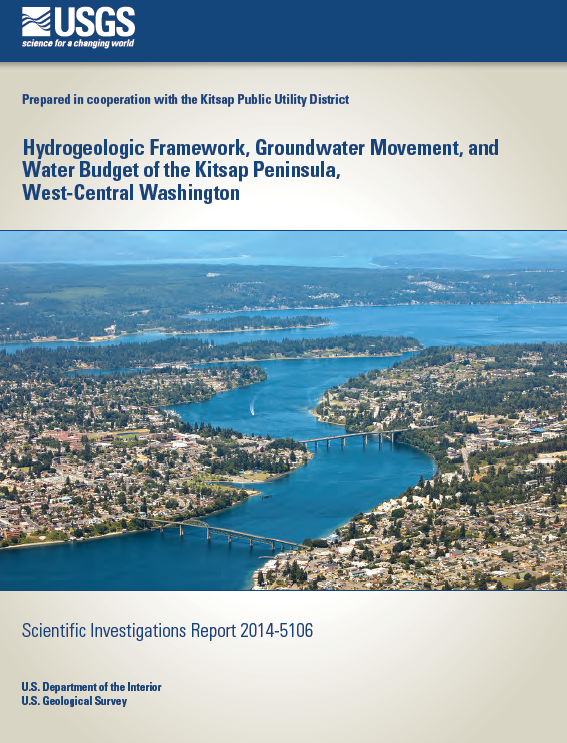 USGS
science for a changing world
Prepared in cooperation with the Kitsap Public Utility District
Hydrogeologic Framework, Groundwater Movement, and
Water Budget of the Kitsap Peninsula,
West-Central Washington
Scientific Investigations Report 2014-5106
U.S. Department of the Interior
U.S. Geological Survey